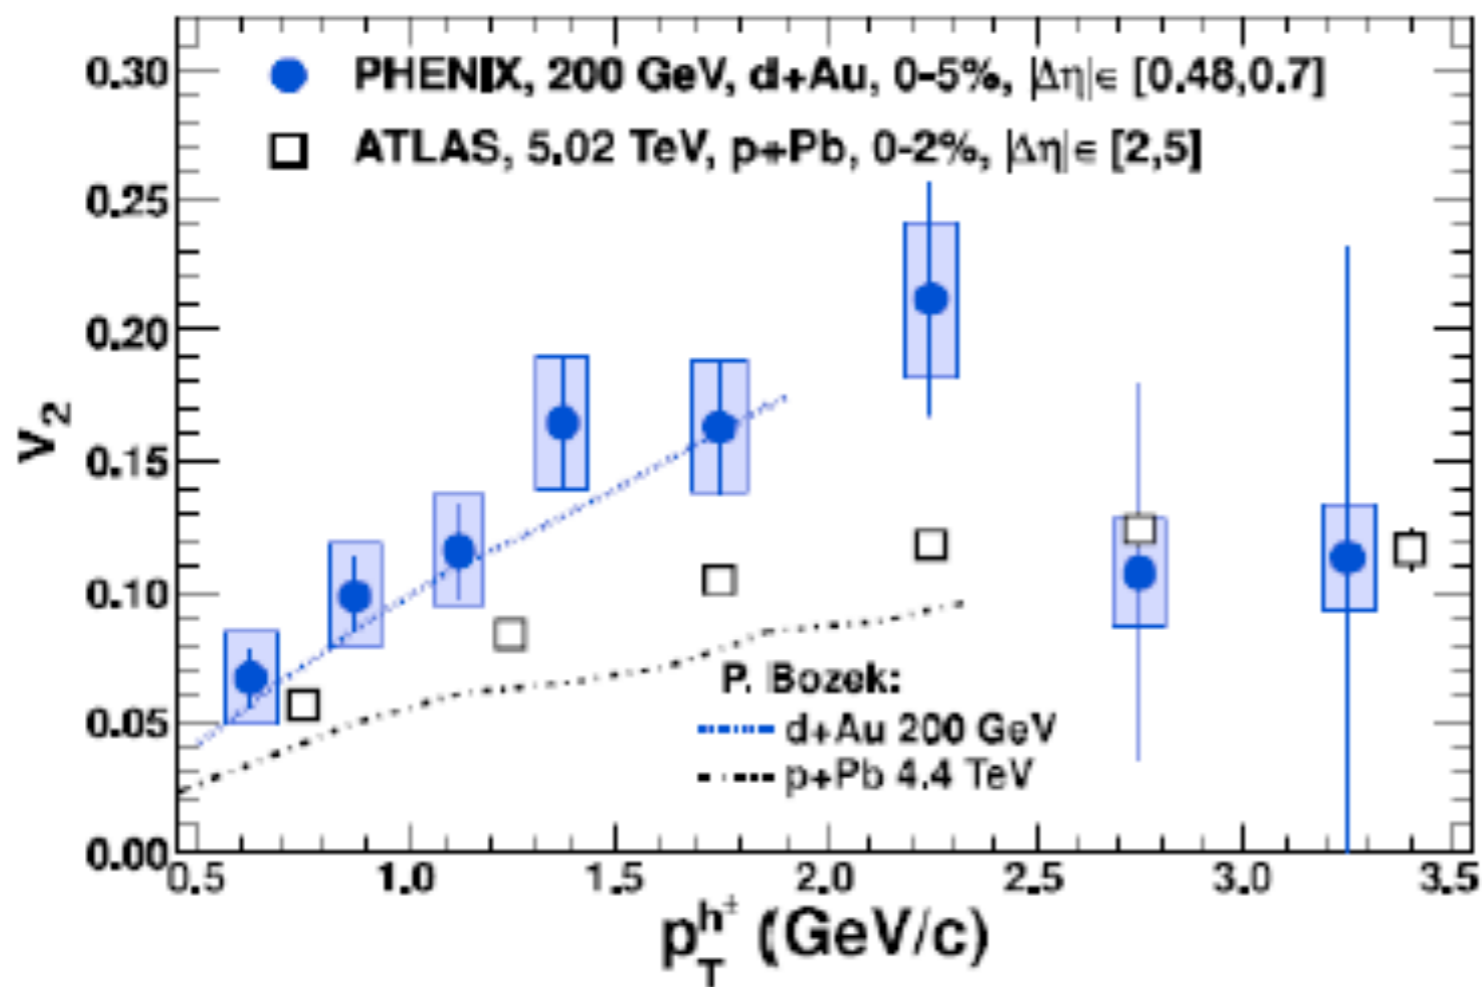 PHENIX, 200 GeV, d+Au, 0-5%, |Δη|∈ [0.48,0.7]
ATLAS, 5.02 TeV, p+Pb, 0-2%, |Δη|∈ [2,5]
0.30
0.25
0.20
0.15
0.10
0.05
0.00
v₂
P. Bozek:
d+Au 200 GeV
p+Pb 4.4 TeV
0.5 1.0 1.5 2.0 2.5 3.0 3.5
p_T^{h±} (GeV/c)